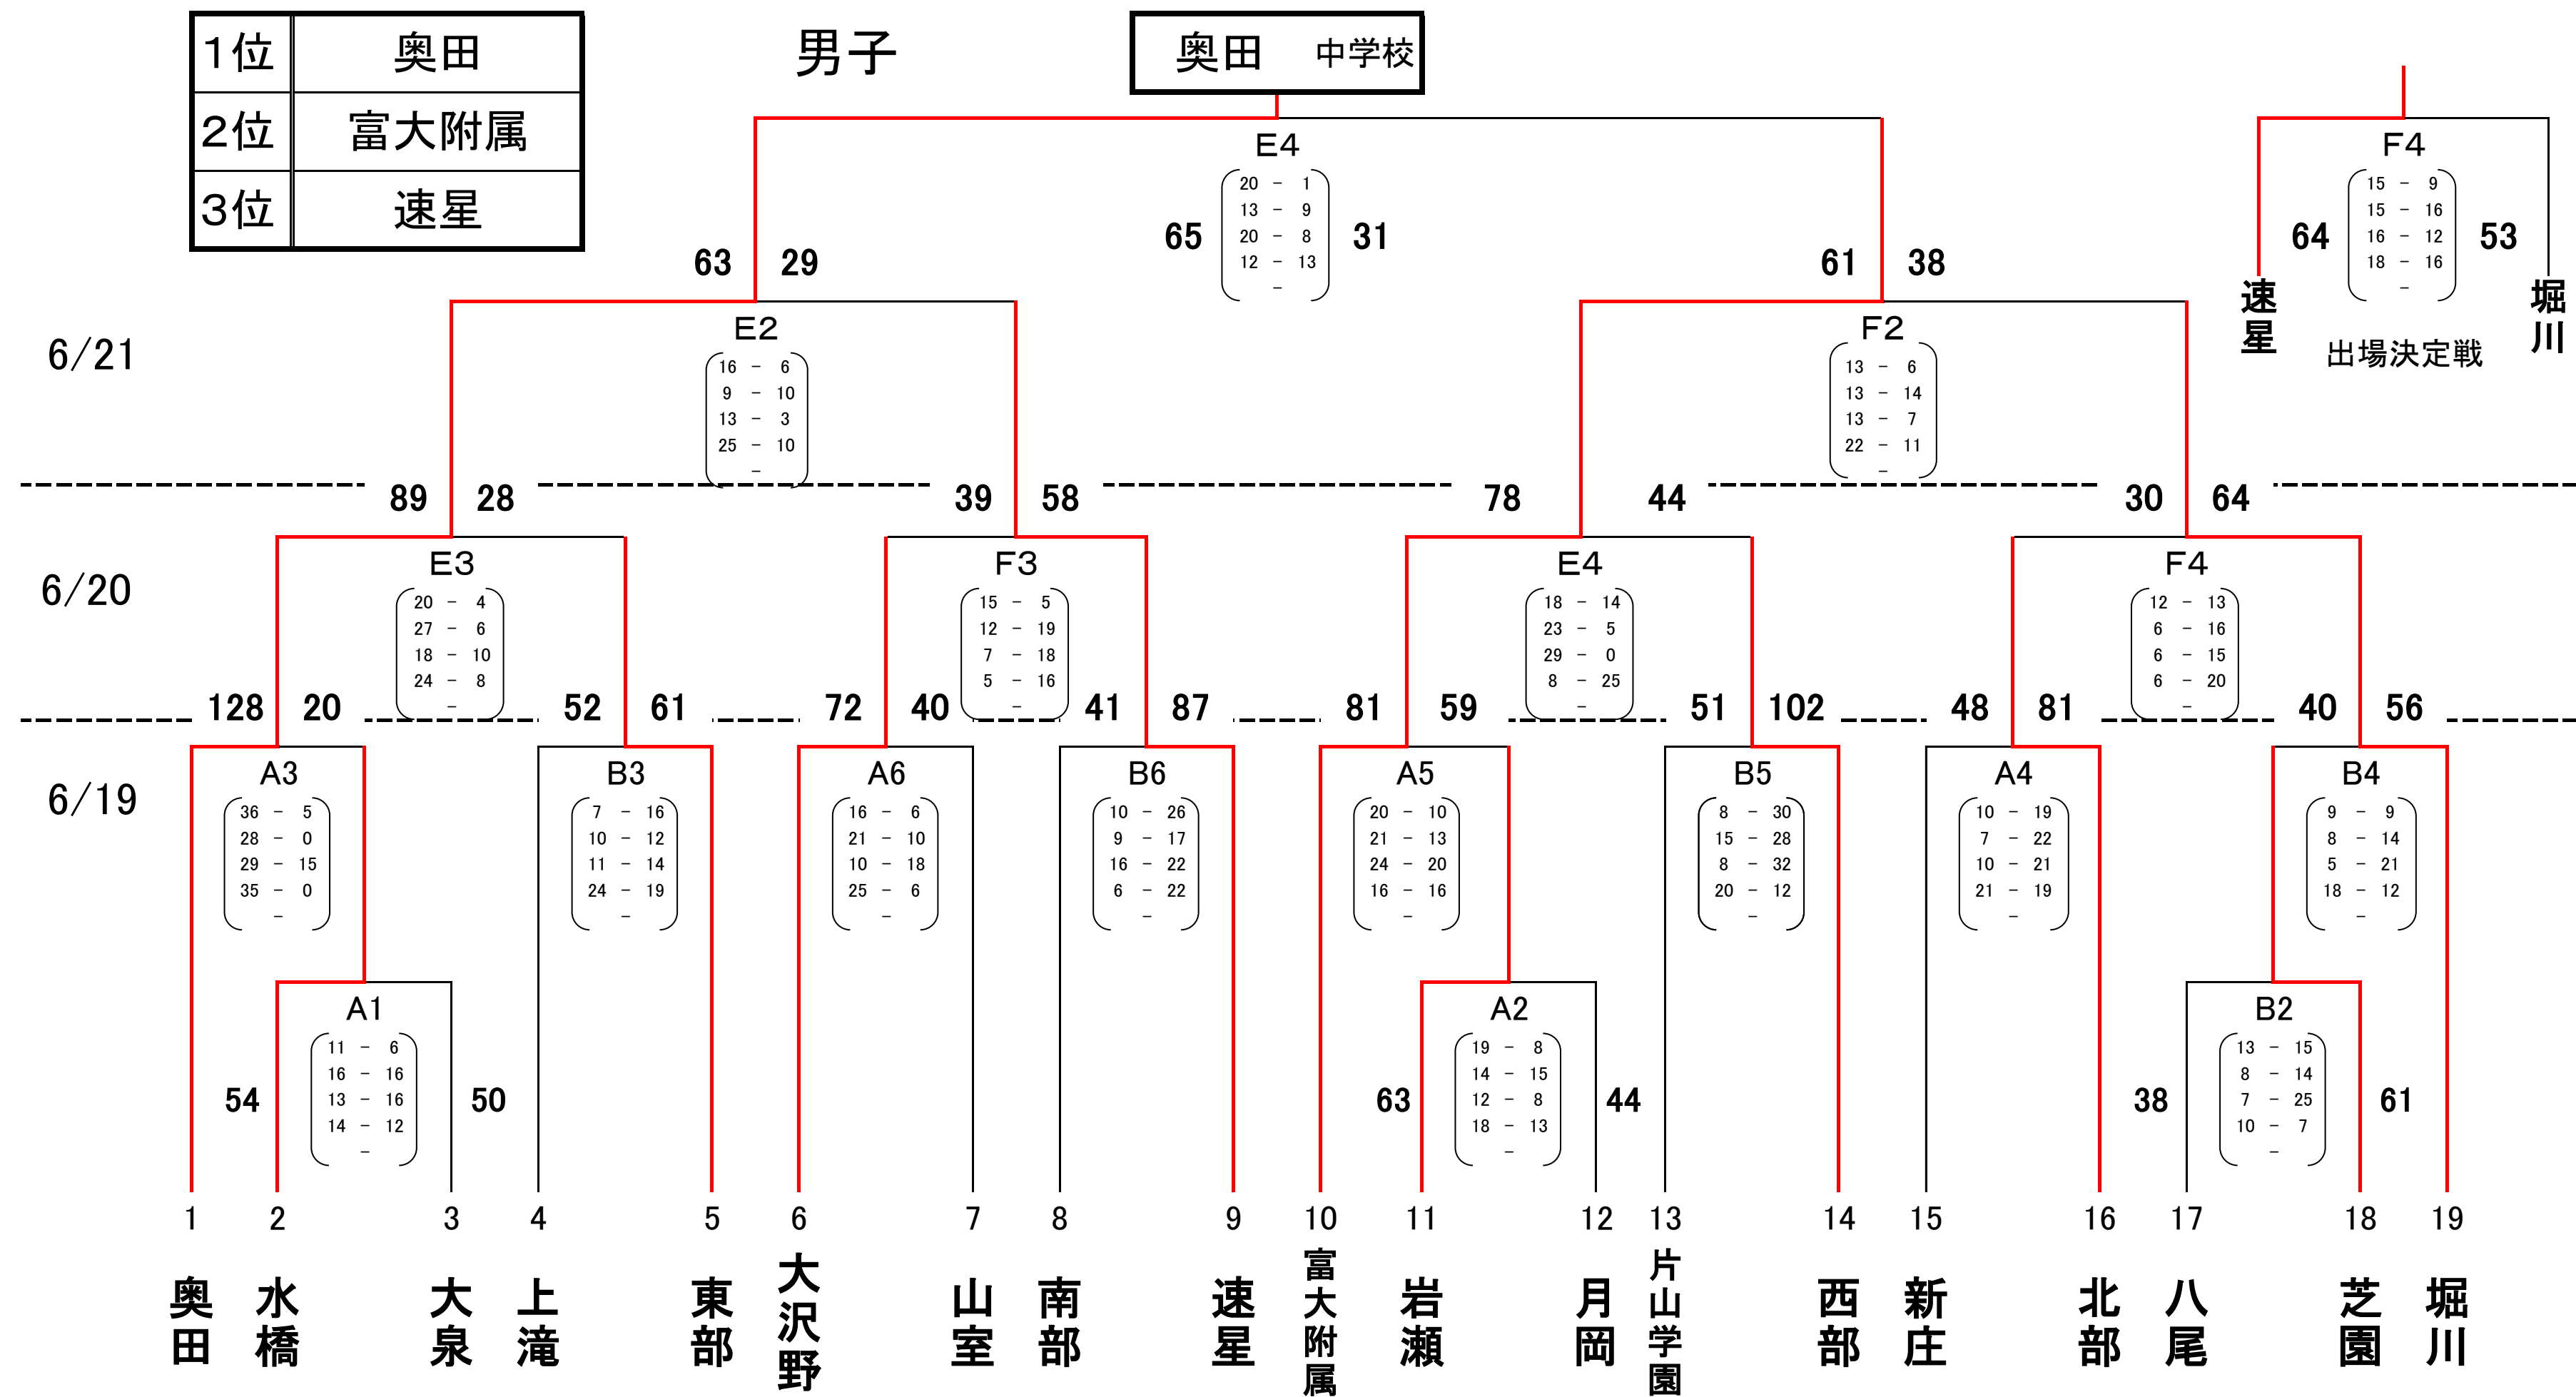 1位 奥田
2位 富大附属
3位 速星
男子
奥田 中学校
E4
65 31
20 - 1
13 - 9
20 - 8
12 - 13
-
F4
64 53
15 - 9
15 - 16
16 - 12
18 - 16
-
速星
堀川
出場決定戦
6/21
63 29
E2
16 - 6
9 - 10
13 - 3
25 - 10
-
61 38
F2
13 - 6
13 - 14
13 - 7
22 - 11
-
6/20
89 28
E3
20 - 4
27 - 6
18 - 10
24 - 8
-
39 58
F3
15 - 5
12 - 19
7 - 18
5 - 16
-
78 44
E4
18 - 14
23 - 5
29 - 0
8 - 25
-
30 64
F4
12 - 13
6 - 16
6 - 15
6 - 20
-
6/19
128 20
A3
36 - 5
28 - 0
29 - 15
35 - 0
-
52 61
B3
7 - 16
10 - 12
11 - 14
24 - 19
-
72 40
A6
16 - 6
21 - 10
10 - 18
25 - 6
-
41 87
B6
10 - 26
9 - 17
16 - 22
6 - 22
-
81 59
A5
20 - 10
21 - 13
24 - 20
16 - 16
-
51 102
B5
8 - 30
15 - 28
8 - 32
20 - 12
-
48 81
A4
10 - 19
7 - 22
10 - 21
21 - 19
-
40 56
B4
9 - 9
8 - 14
5 - 21
18 - 12
-
A1
54 50
11 - 6
16 - 16
13 - 16
14 - 12
-
A2
63 44
19 - 8
14 - 15
12 - 8
18 - 13
-
B2
38 61
13 - 15
8 - 14
7 - 25
10 - 7
-
1 2 3 4 5 6 7 8 9 10 11 12 13 14 15 16 17 18 19
奥田
水橋
大泉
上滝
東部
大沢野
山室
南部
速星
富大附属
岩瀬
月岡
片山学園
西部
新庄
北部
八尾
芝園
堀川